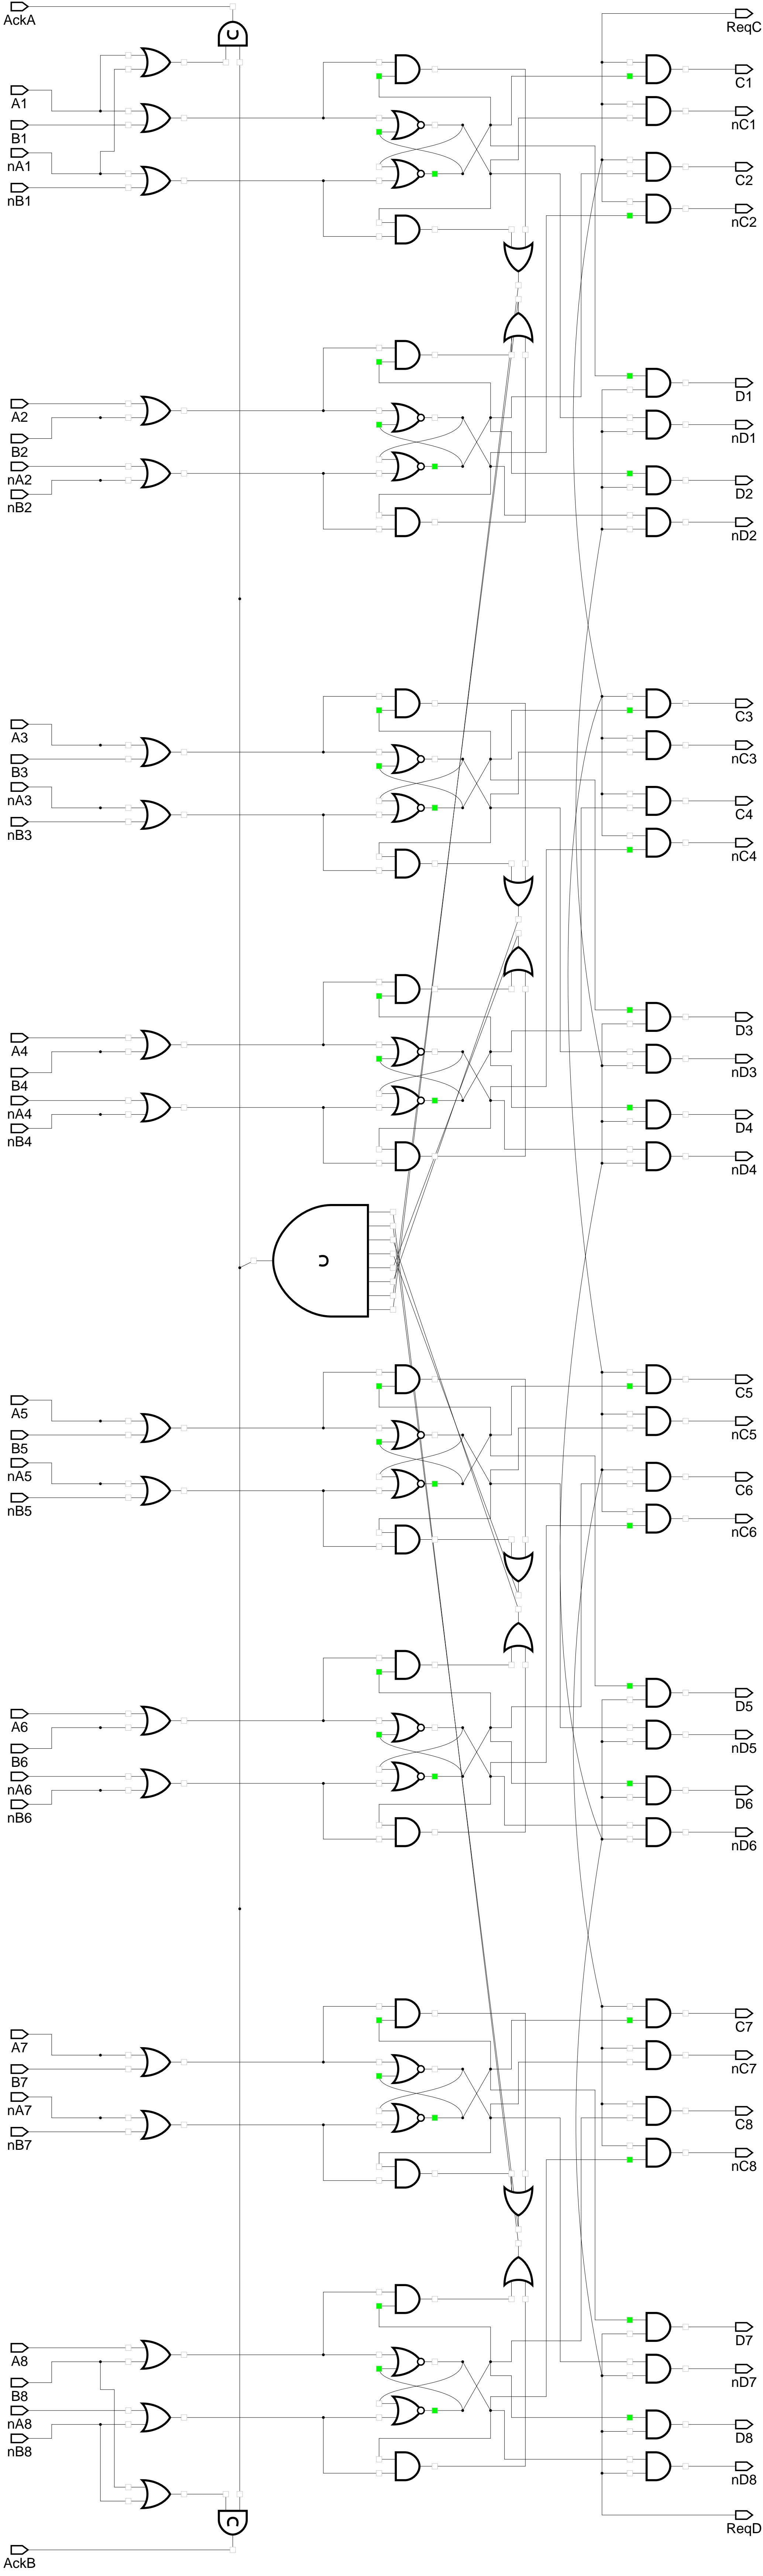 AckA
ReqC
C
A1
B1
nA1
nB1
C1
nC1
C2
nC2
A2
B2
nA2
nB2
D1
nD1
D2
nD2
A3
B3
nA3
nB3
C3
nC3
C4
nC4
A4
B4
nA4
nB4
D3
nD3
D4
nD4
C
A5
B5
nA5
nB5
C5
nC5
C6
nC6
A6
B6
nA6
nB6
D5
nD5
D6
nD6
A7
B7
nA7
nB7
C7
nC7
C8
nC8
A8
B8
nA8
nB8
D7
nD7
D8
nD8
C
ReqD
AckB